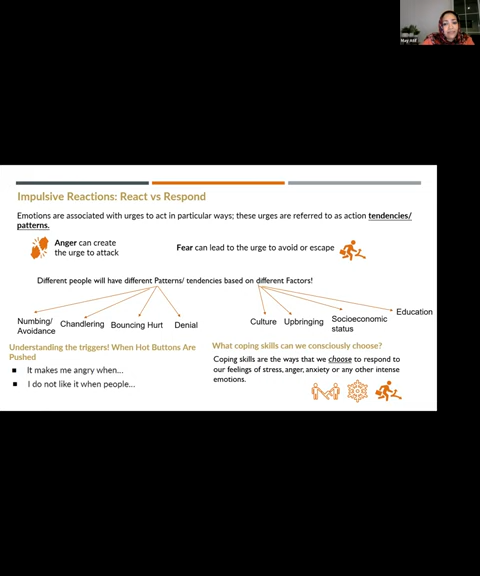 Impulsive Reactions: React vs Respond
Emotions are associated with urges to act in particular ways; these urges are referred to as action tendencies/
patterns.
Anger can create
the urge to attack
Fear can lead to the urge to avoid or escape
Different people will have different Patterns/ tendencies based on different Factors!
Numbing/
Avoidance
Chandlering
Bouncing Hurt
Denial
Culture
Upbringing
Socioeconomic
status
Education
Understanding the triggers! When Hot Buttons Are
Pushed
It makes me angry when...
I do not like it when people...
What coping skills can we consciously choose?
Coping skills are the ways that we choose to respond to
our feelings of stress, anger, anxiety or any other intense
emotions.